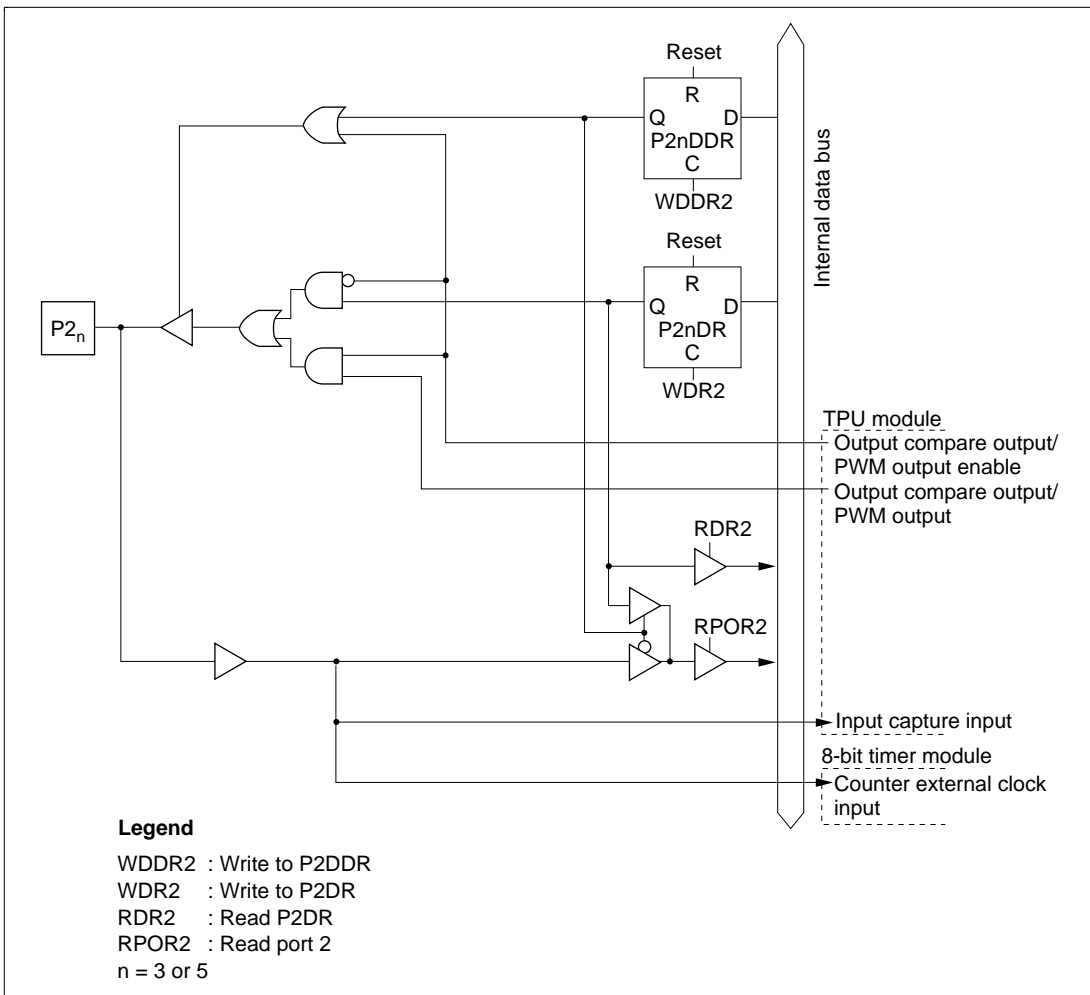 Reset
R
Q D
P2nDDR
C
WDDR2
Internal data bus
Reset
R
Q D
P2nDR
C
WDR2
P2n
TPU module
Output compare output/
PWM output enable
Output compare output/
PWM output
RDR2
RPOR2
Input capture input
8-bit timer module
Counter external clock
input
Legend
WDDR2 : Write to P2DDR
WDR2 : Write to P2DR
RDR2 : Read P2DR
RPOR2 : Read port 2
n = 3 or 5